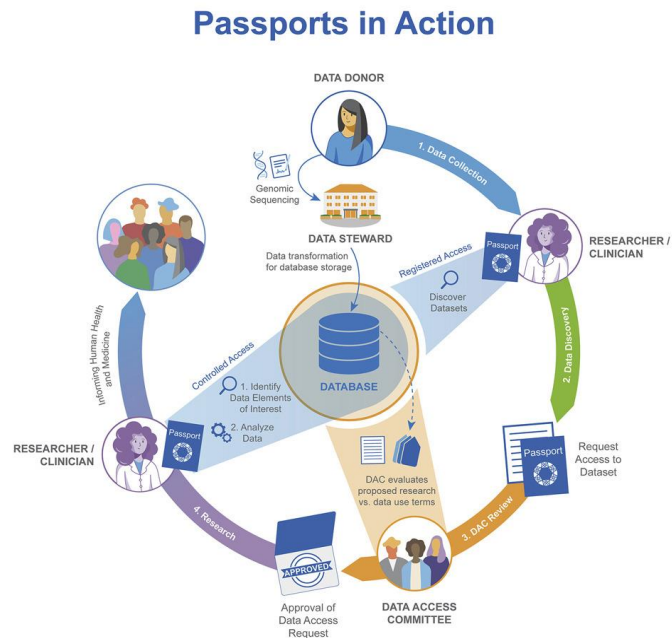 Passports in Action
DATA DONOR
1. Data Collection
Genomic
Sequencing
DATA STEWARD
Data transformation
for database storage
Registered Access
Discover
Datasets
Passport
RESEARCHER /
CLINICIAN
2. Data Discovery
Controlled Access
1. Identify
Data Elements
of Interest
2. Analyze
Data
DATABASE
Informing Human Health
and Medicine
RESEARCHER /
CLINICIAN
Passport
Passport
Request
Access to
Dataset
DAC evaluates
proposed research
vs. data use terms
3. DAC Review
4. Research
APPROVED
Approval of
Data Access
Request
DATA ACCESS
COMMITTEE